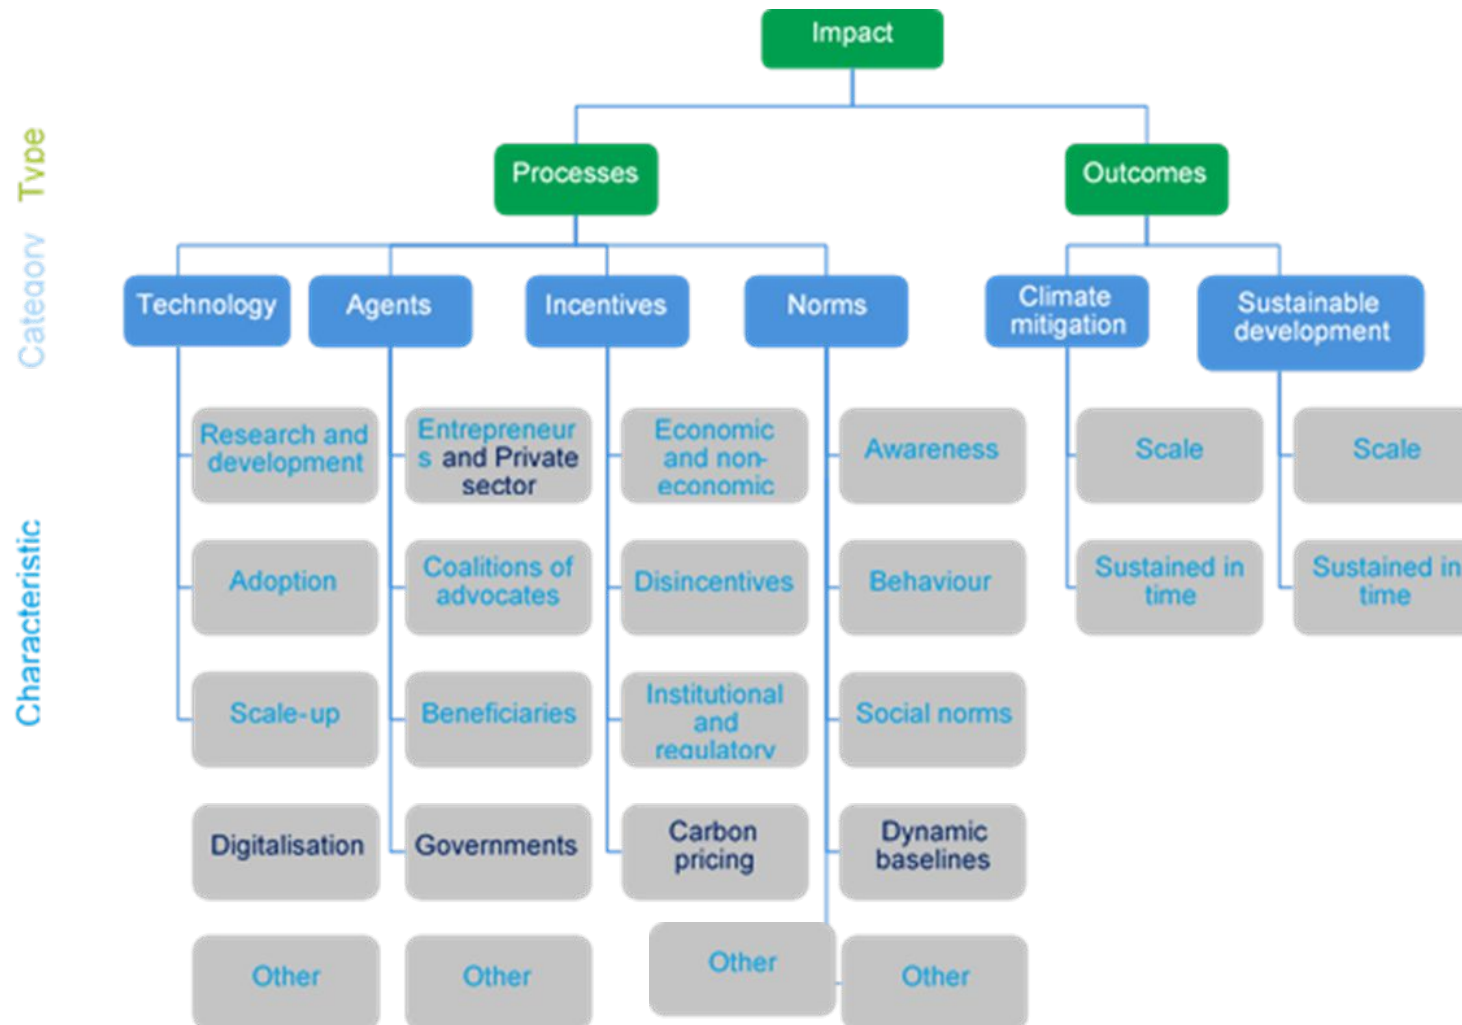 Impact
Type
Processes
Outcomes
Category
Technology
Agents
Incentives
Norms
Climate
mitigation
Sustainable
development
Characteristic
Research and
development
Entrepreneur
s and Private
sector
Economic
and non-
economic
Awareness
Scale
Scale
Adoption
Coalitions of
advocates
Disincentives
Behaviour
Sustained in
time
Sustained in
time
Scale-up
Beneficiaries
Institutional
and
regulatory
Social norms
Digitalisation
Governments
Carbon
pricing
Dynamic
baselines
Other
Other
Other
Other